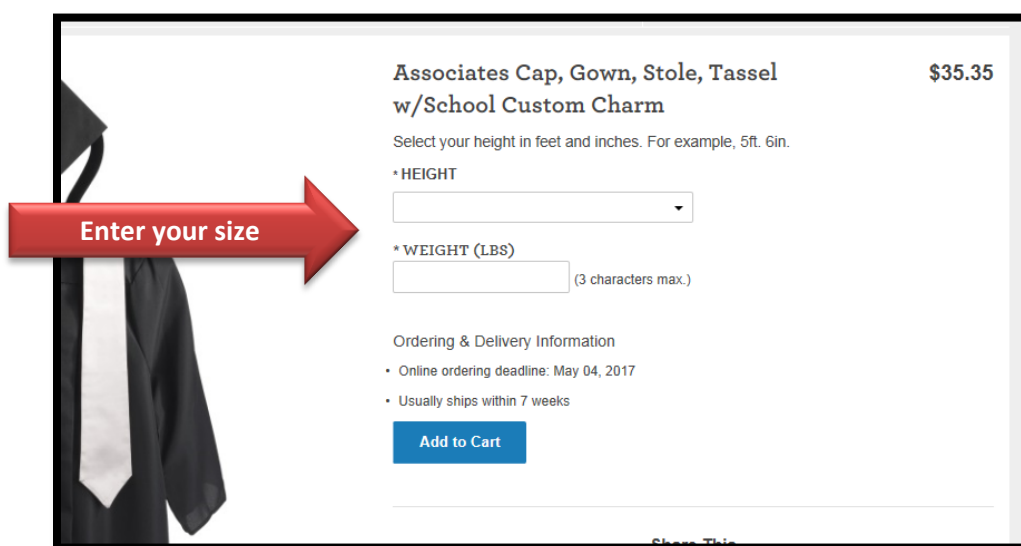 Associates Cap, Gown, Stole, Tassel
w/School Custom Charm
$35.35
Select your height in feet and inches. For example, 5ft. 6in.
* HEIGHT
Enter your size
* WEIGHT (LBS)
(3 characters max.)
Ordering & Delivery Information
• Online ordering deadline: May 04, 2017
• Usually ships within 7 weeks
Add to Cart
Share This